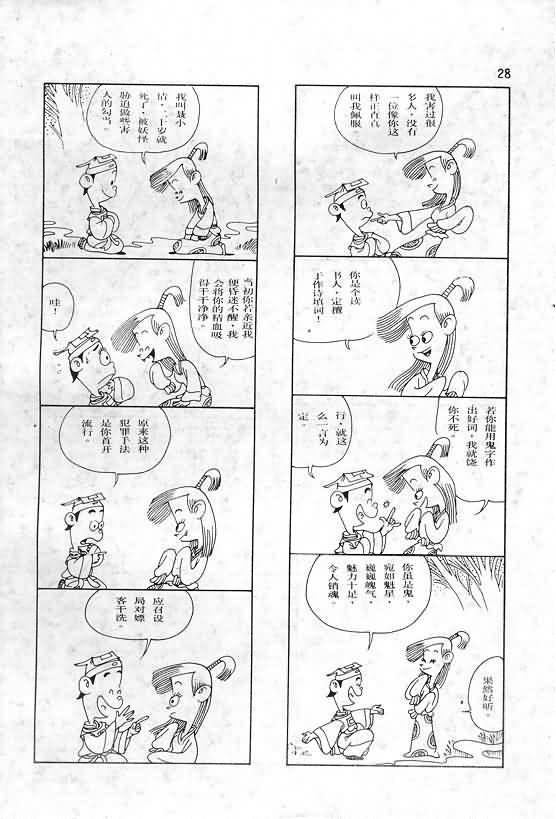 28
我叫聂小
倩，二十岁就
死了，被妖怪
胁迫做些害
人的勾当。
当初你若亲近我
便昏迷不醒，我
会将你的精血吸
得干干净净。
哇！
原来这种
犯罪手法
是你首开
流行。
应召设
局对嫖
客干洗。
我害过很
多人，没有
一位像你这
样正直真
叫我佩服。
你是个读
书人，定擅
于作诗填词！
若你能用鬼字作
出好词，我就饶
你不死。
行，就这
么一言为
定。
你虽是鬼，
宛如魁星，
巍巍魄气，
魅力十足，
令人销魂。
果然好听。